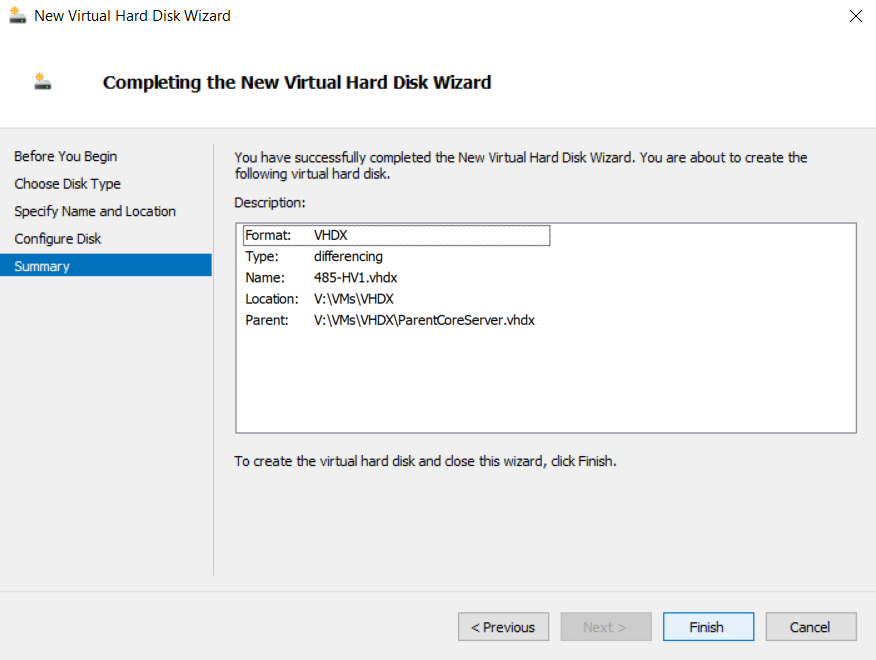 New Virtual Hard Disk Wizard
Completing the New Virtual Hard Disk Wizard
Before You Begin
Choose Disk Type
Specify Name and Location
Configure Disk
Summary
You have successfully completed the New Virtual Hard Disk Wizard. You are about to create the
following virtual hard disk.
Description:
Format: VHDX
Type: differencing
Name: 485-HV1.vhdx
Location: V:\VMs\VHDX
Parent: V:\VMs\VHDX\ParentCoreServer.vhdx
To create the virtual hard disk and close this wizard, click Finish.
< Previous
Next >
Finish
Cancel